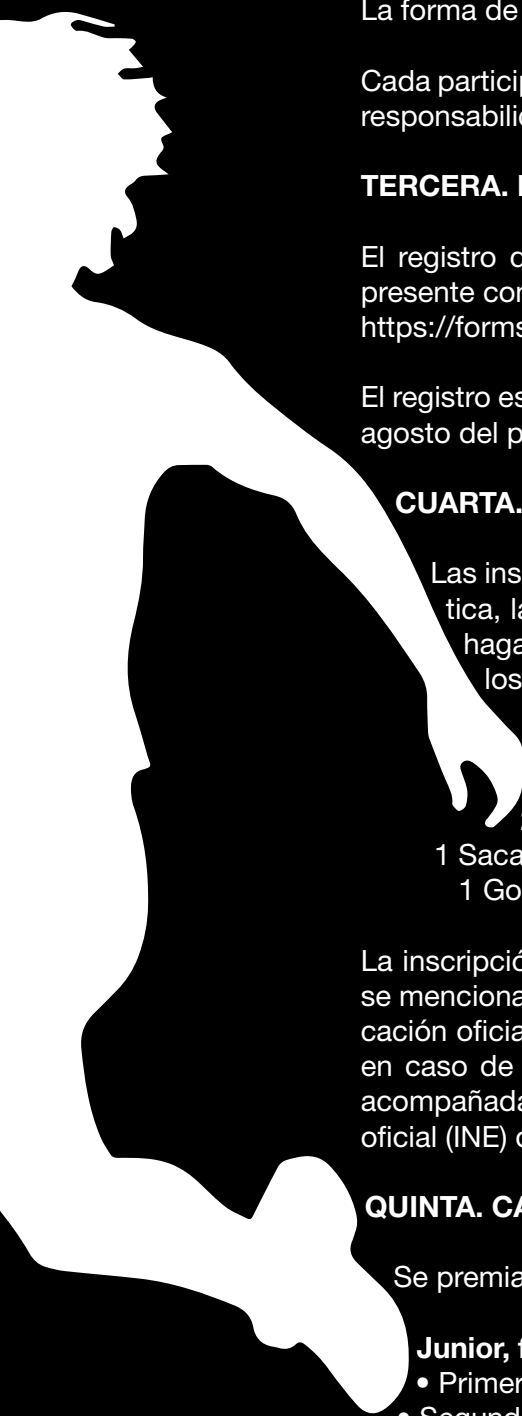 La forma de
Cada particip
responsabilid
TERCERA.
El registro
presente con
https://forms
El registro es
agosto del p
CUARTA.
Las ins
tica, la
haga
los
1 Saca
1 Go
La inscripció
se menciona
cación oficia
en caso de
acompañada
oficial (INE)
QUINTA. CA
Se premia
Junior,
• Primer
• Segund